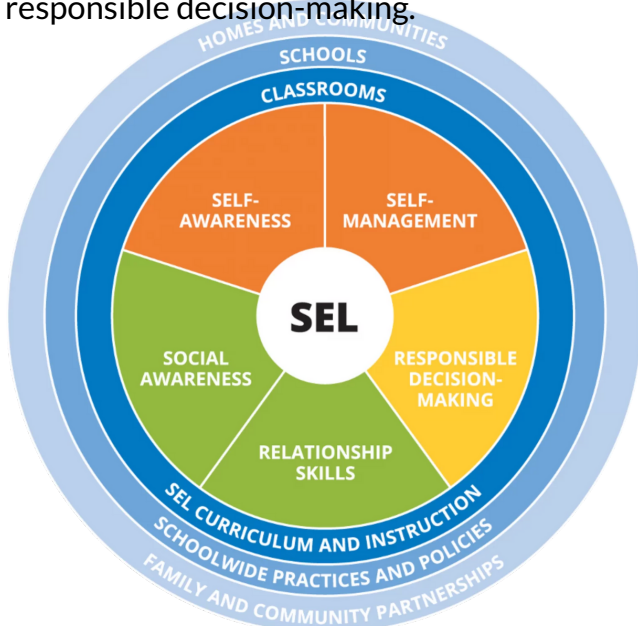 responsible decision-making.
HOMES AND COMMUNITIES
SCHOOLS
CLASSROOMS
SELF-
AWARENESS
SELF-
MANAGEMENT
SEL
SOCIAL
AWARENESS
RESPONSIBLE
DECISION-
MAKING
RELATIONSHIP
SKILLS
SEL CURRICULUM AND INSTRUCTION
SCHOOLWIDE PRACTICES AND POLICIES
FAMILY AND COMMUNITY PARTNERSHIPS